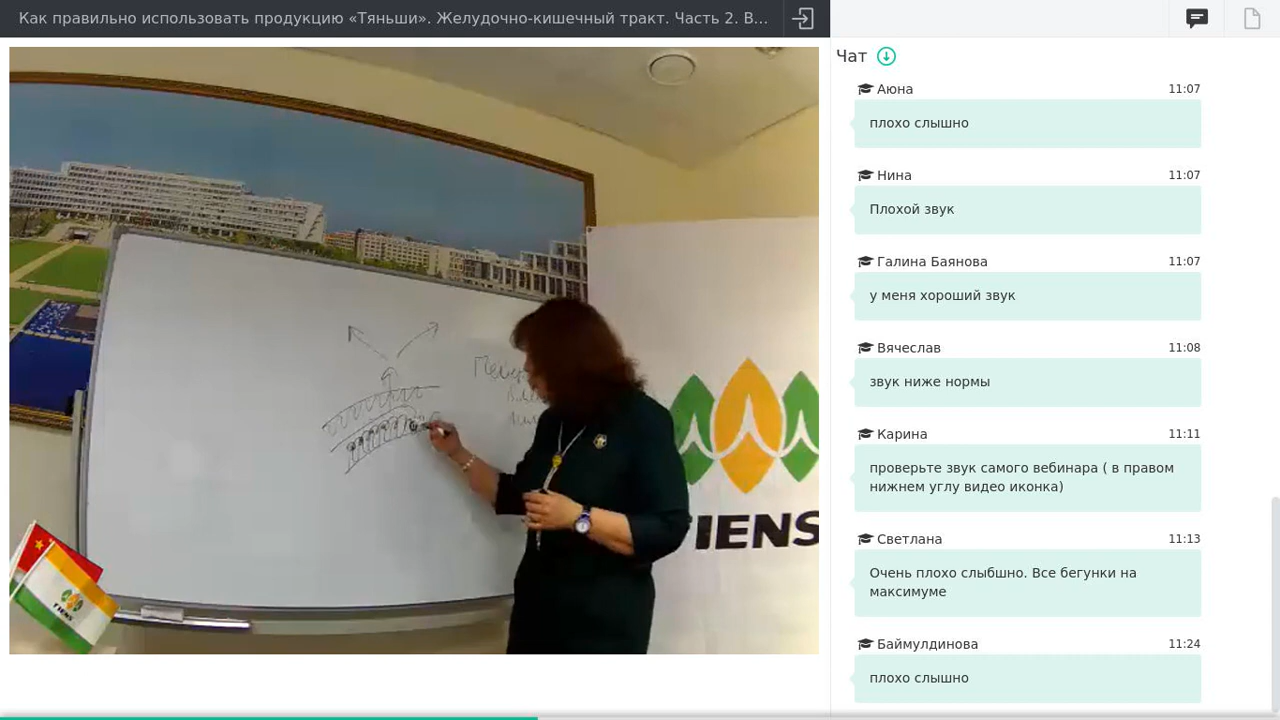 Как правильно использовать продукцию «Тяньши». Желудочно-кишечный тракт. Часть 2. В...
Чат
Аюна 11:07
плохо слышно
Нина 11:07
Плохой звук
Галина Баянова 11:07
у меня хороший звук
Вячеслав 11:08
звук ниже нормы
Карина 11:11
проверьте звук самого вебинара ( в правом
нижнем углу видео иконка)
Светлана 11:13
Очень плохо слыбшно. Все бегунки на
максимуме
Баймулдинова 11:24
плохо слышно
TIENS
TIENS